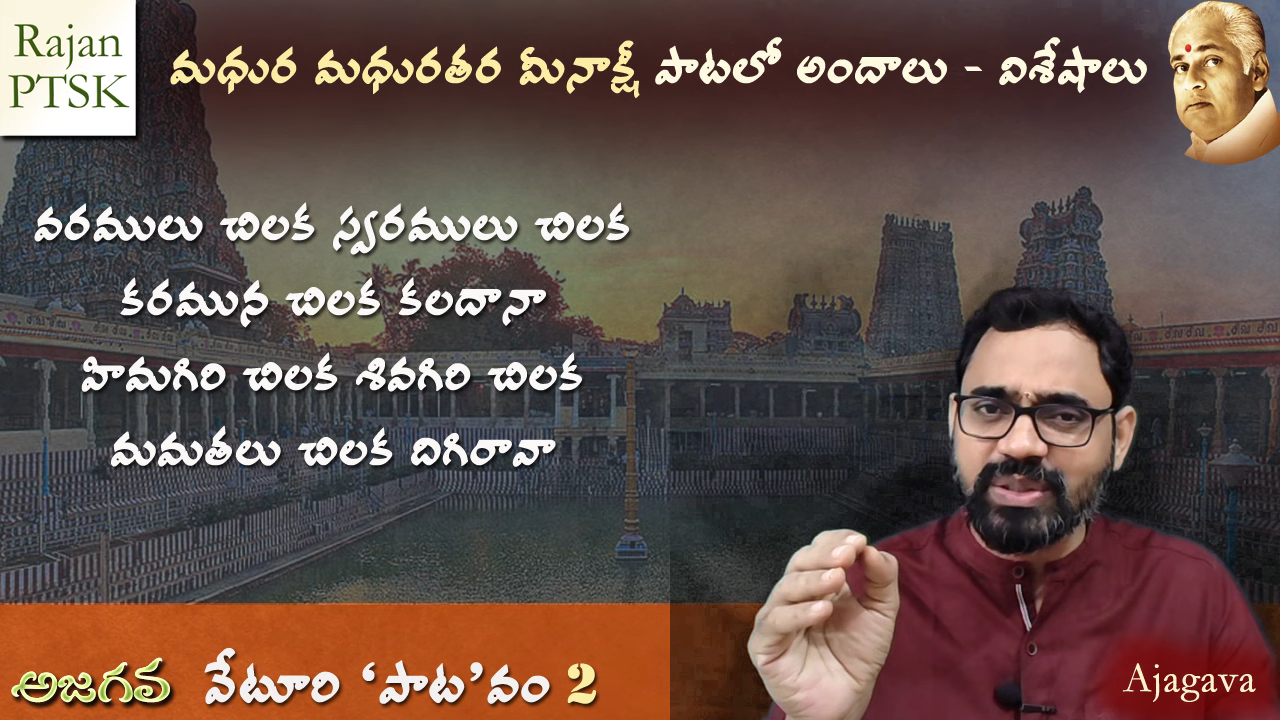 Rajan
PTSK
మధుర మధురతర మీనాక్షీ పాటలో అందాలు - విశేషాలు
వరములు చిలక స్వరములు చిలక
కరమున చిలక కలదానా
హిమగిరి చిలక శివగిరి చిలక
మమతలు చిలక దిగిరావా
అజగవ వేటూరి ‘పాట’వం 2
Ajagava